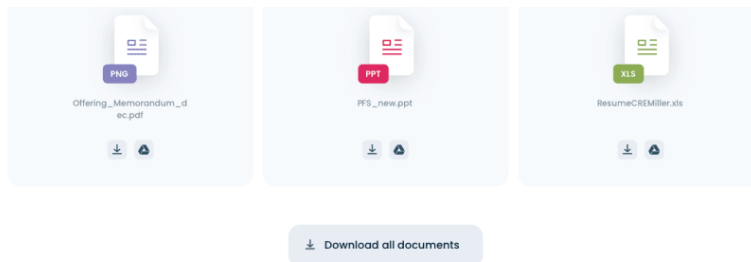 PNG
Offering_Memorandum_d
ec.pdf
PPT
PFS_new.ppt
XLS
ResumeCREMiller.xls
Download all documents